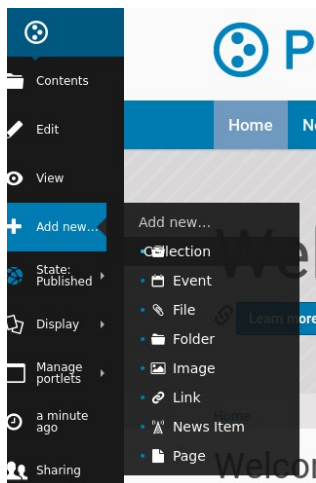 P
Contents
Home
N
Edit
View
Add new...
Add new...
Collection
Event
State:
Published
File
Learn more
Folder
Display
Image
Manage
portlets
Link
Home
a minute
ago
News Item
Page
Sharing
Welcom